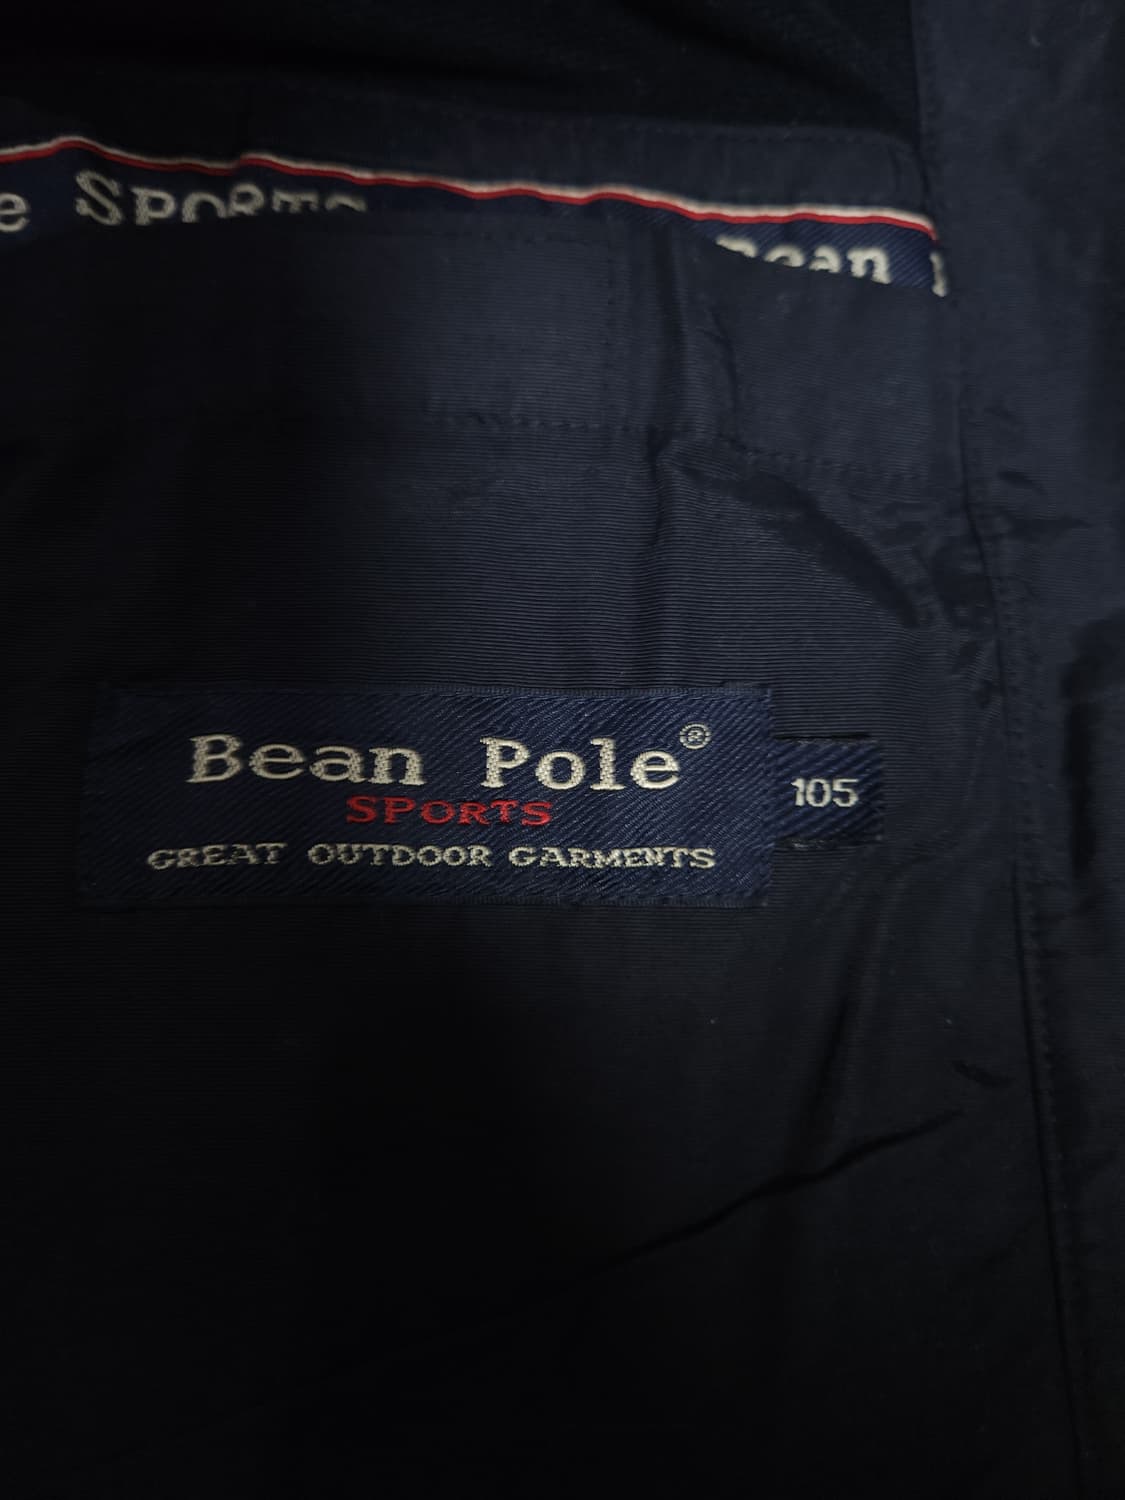 e SPORTS
Bean
Bean Pole®
SPORTS
105
GREAT OUTDOOR GARMENTS